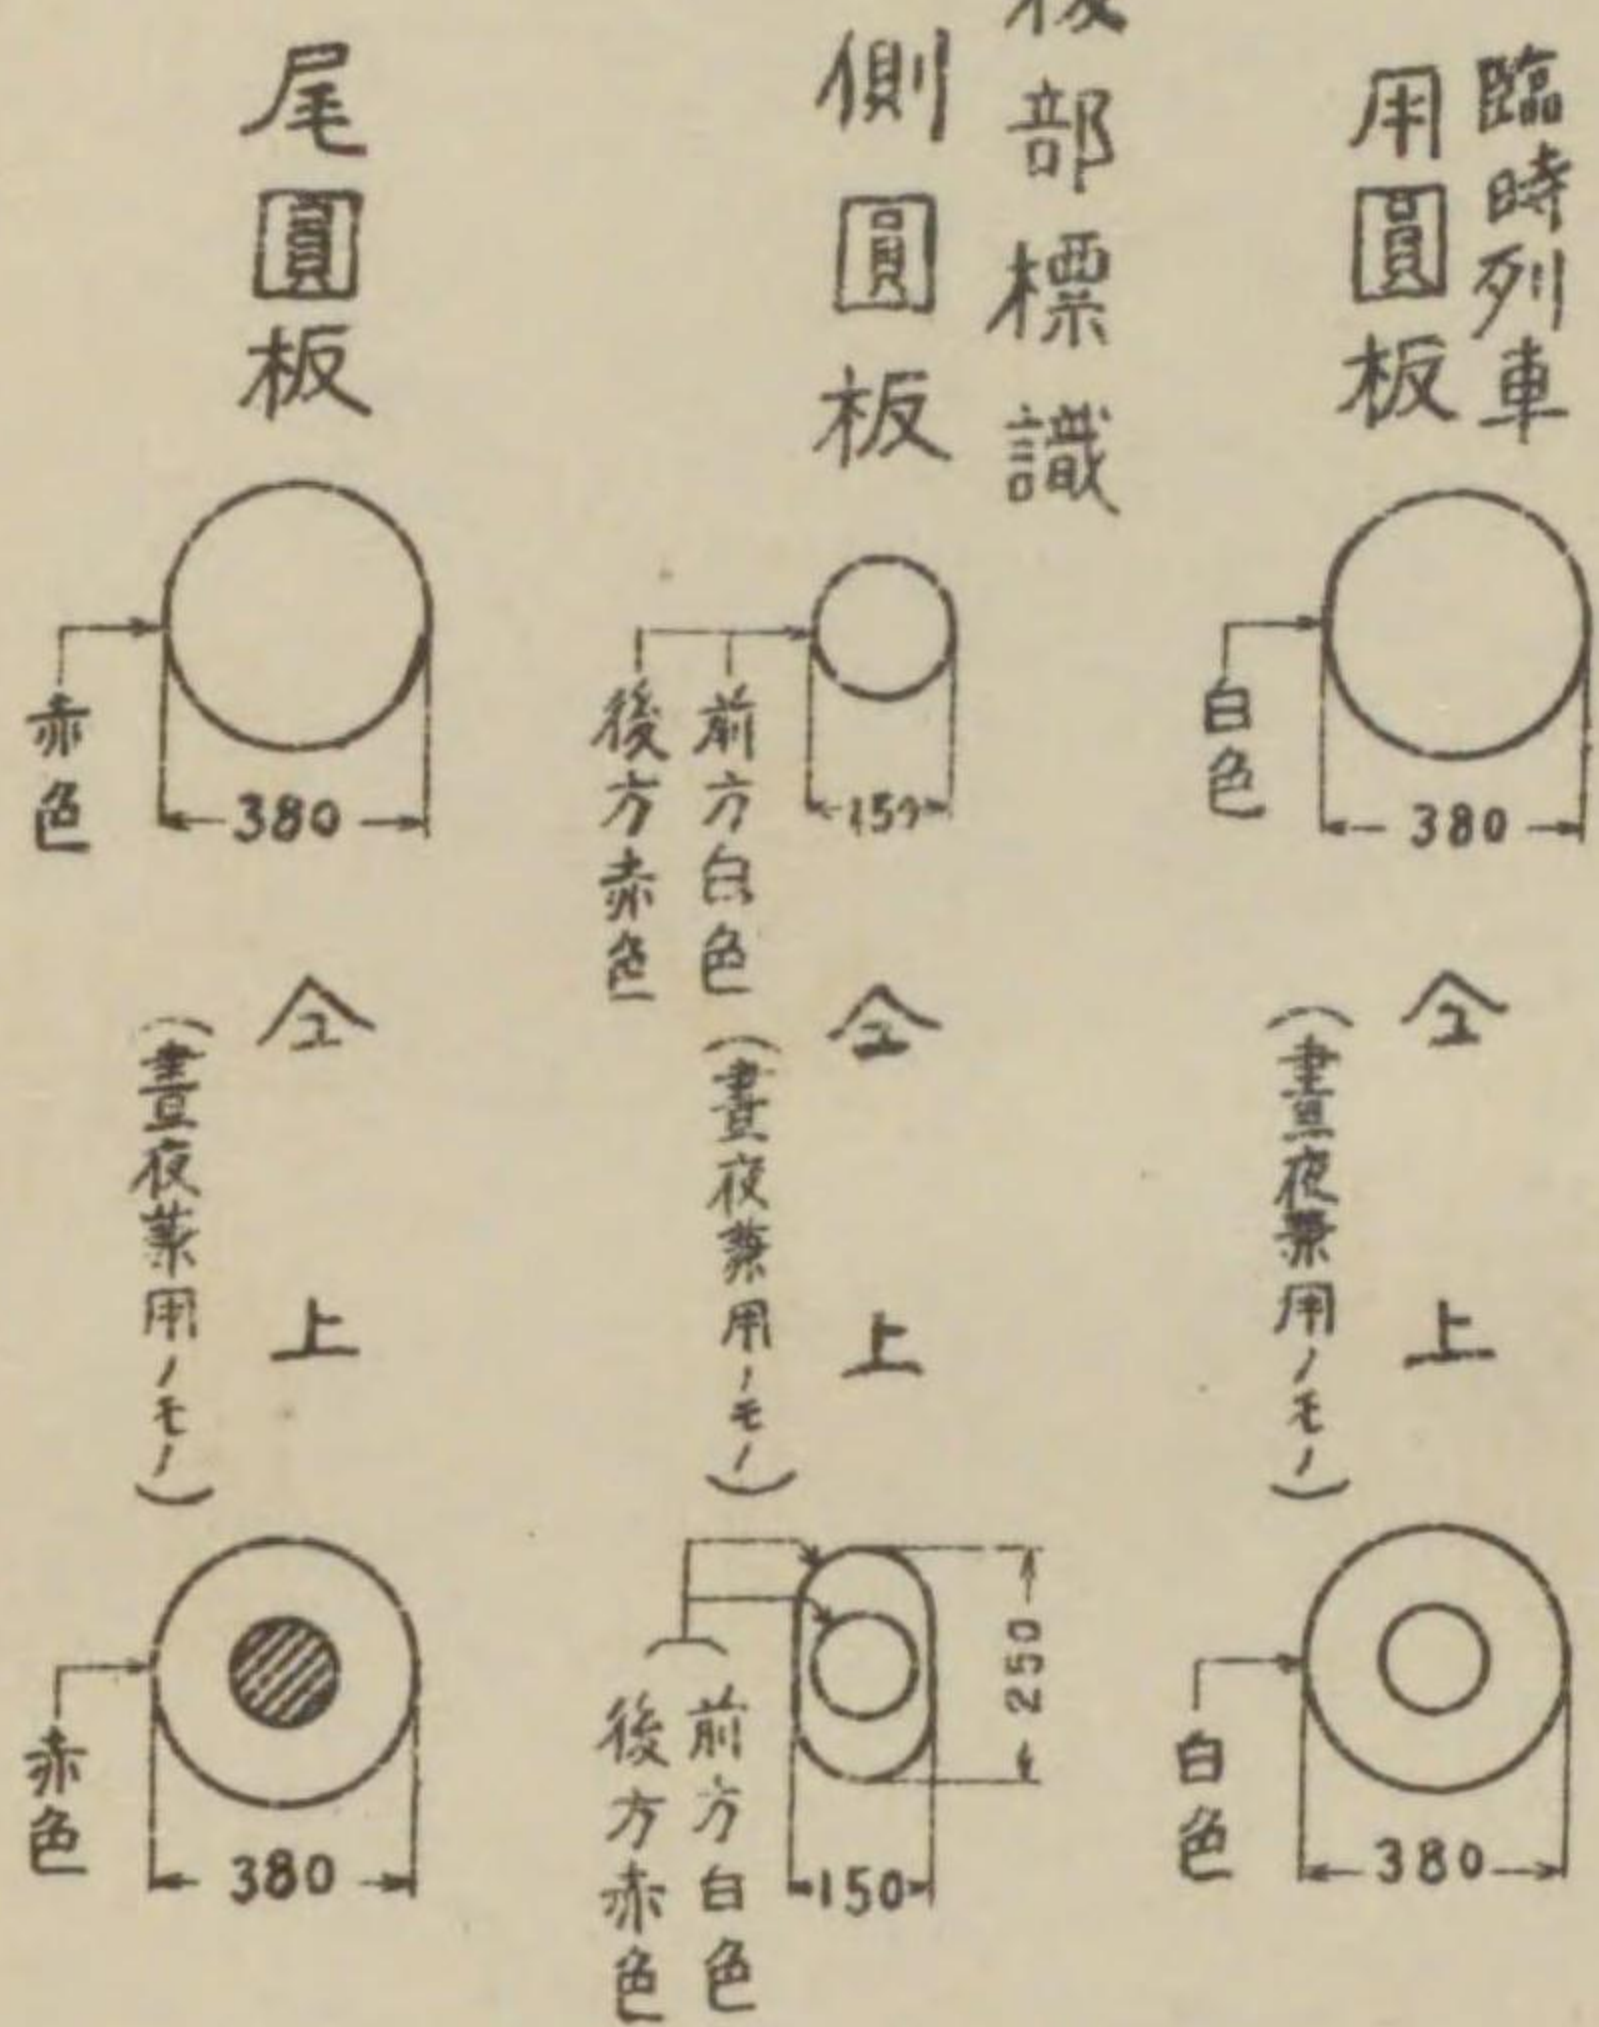 臨時列車
用圓板
白色
380
仝上
(晝夜兼用ノモノ)
白色
380
後部標識
側圓板
前方白色
後方赤色
150
仝上
(晝夜兼用ノモノ)
前方白色
後方赤色
250
150
尾圓板
赤色
380
仝上
(晝夜兼用ノモノ)
赤色
380